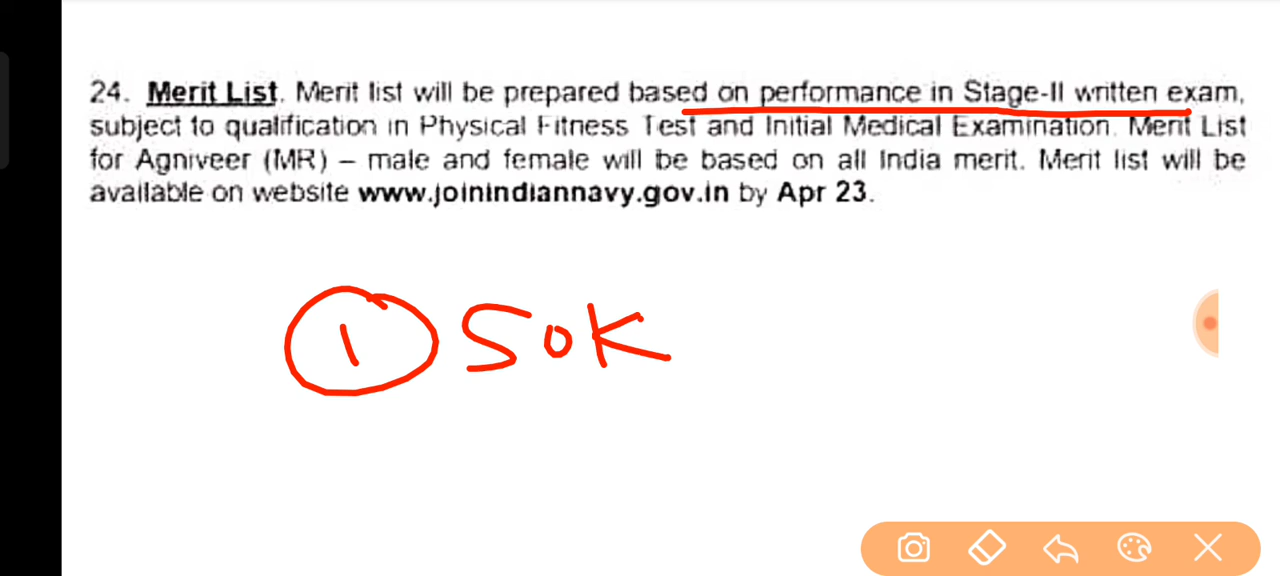 24. Merit List. Merit list will be prepared based on performance in Stage-II written exam,
subject to qualification in Physical Fitness Test and Initial Medical Examination. Merit List
for Agniveer (MR) – male and female will be based on all India merit. Merit list will be
available on website www.joinindiannavy.gov.in by Apr 23.
1 50K